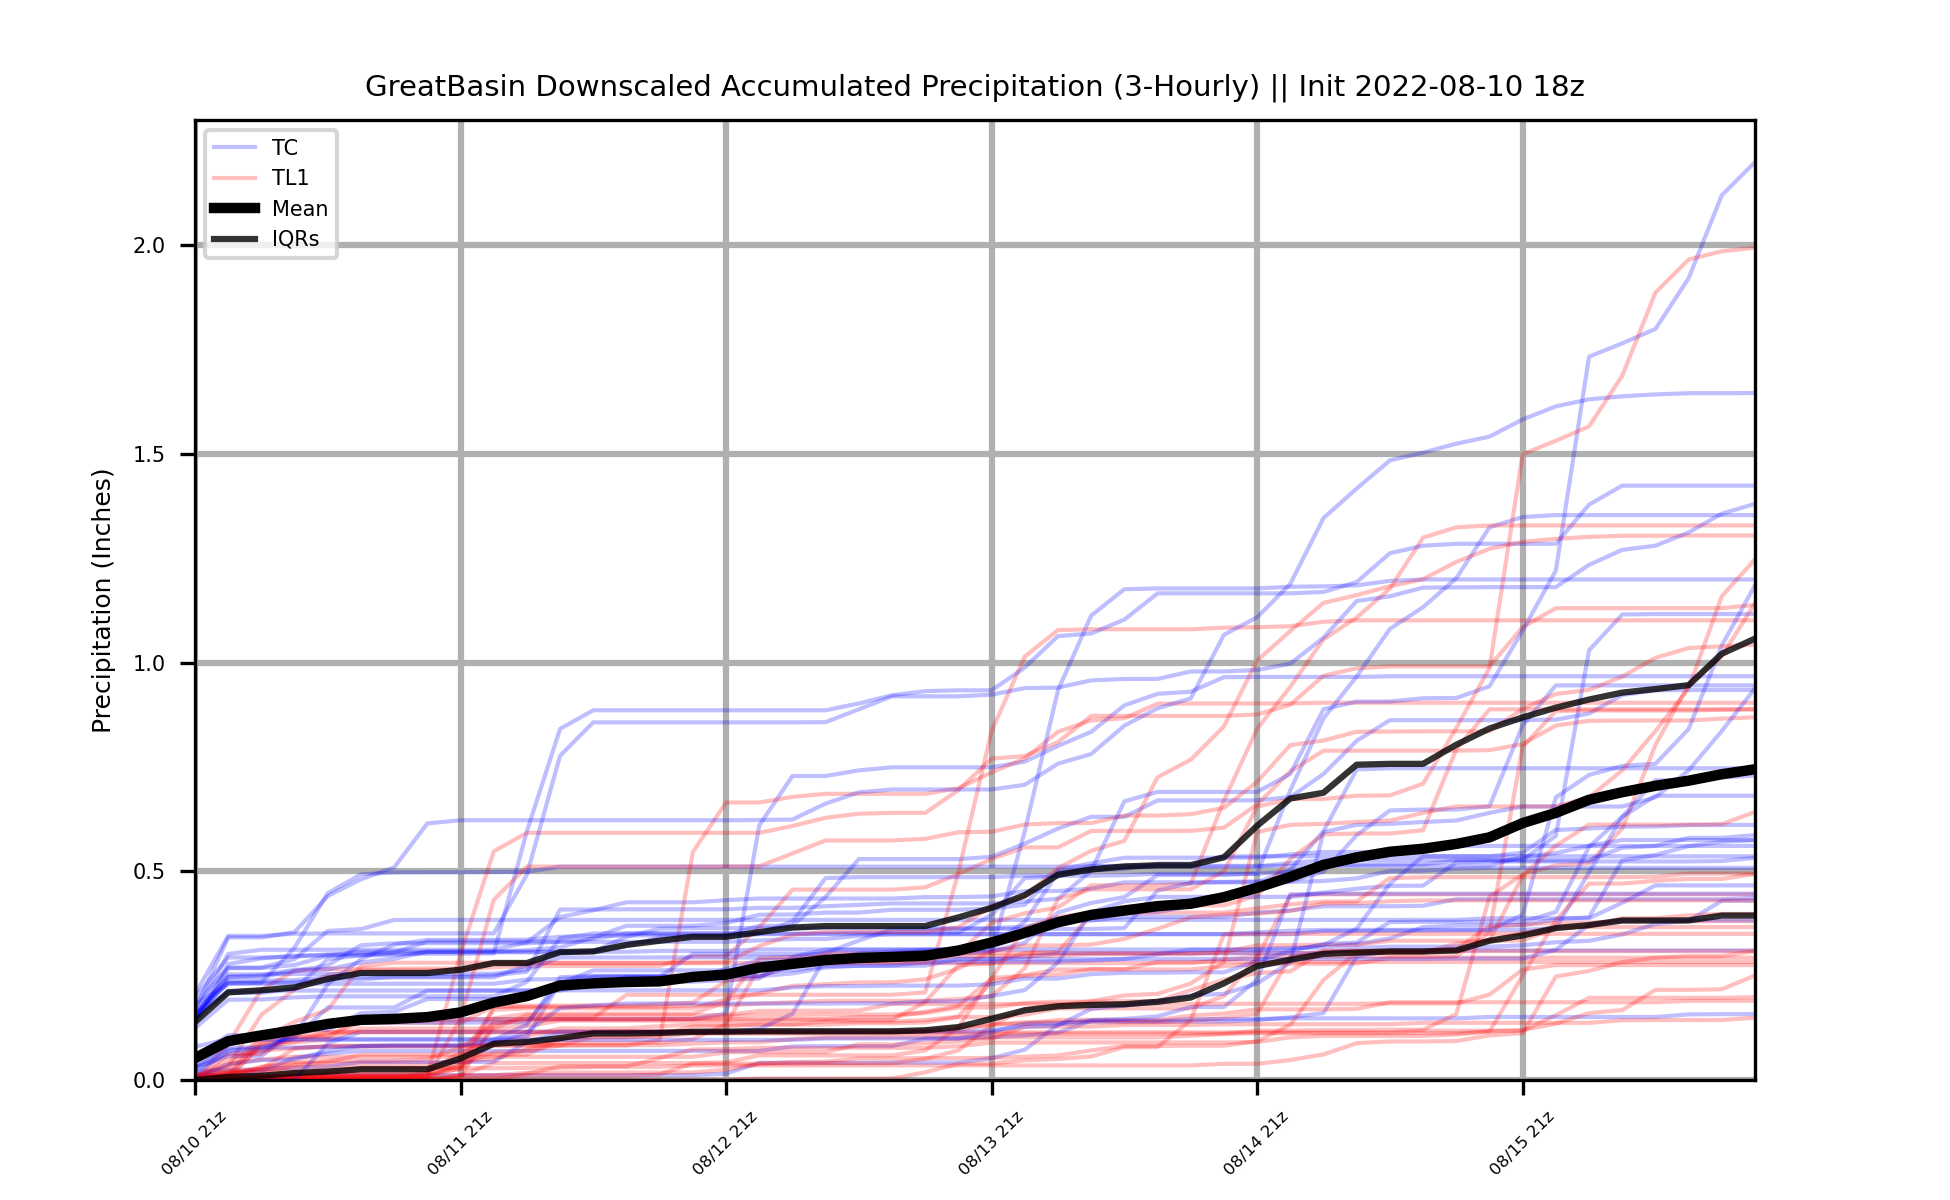 GreatBasin Downscaled Accumulated Precipitation (3-Hourly) || Init 2022-08-10 18z
TC
TL1
Mean
IQRs
Precipitation (Inches)
2.0
1.5
1.0
0.5
0.0
08/10 21z
08/11 21z
08/12 21z
08/13 21z
08/14 21z
08/15 21z